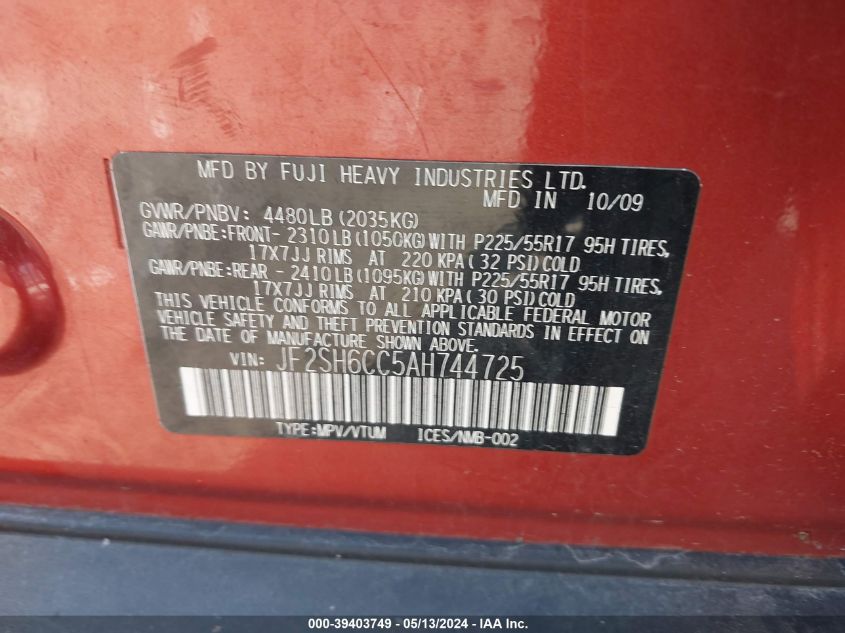 MFD BY FUJI HEAVY INDUSTRIES LTD.
MFD IN 10/09
GVWR/PNBV: 4480LB (2035KG)
GAWR/PNBE:FRONT- 2310LB(1050KG)WITH P225/55R17 95H TIRES,
17X7JJ RIMS AT 220 KPA( 32 PSI)COLD
GAWR/PNBE:REAR - 2410LB(1095KG)WITH P225/55R17 95H TIRES,
17X7JJ RIMS AT 210 KPA( 30 PSI)COLD
THIS VEHICLE CONFORMS TO ALL APPLICABLE FEDERAL MOTOR
VEHICLE SAFETY AND THEFT PREVENTION STANDARDS IN EFFECT ON
THE DATE OF MANUFACTURE SHOWN ABOVE.
VIN: JF2SH6CC5AH744725
TYPE:MPV/VTUM ICES/NMB-002
000-39403749 - 05/13/2024 - IAA Inc.